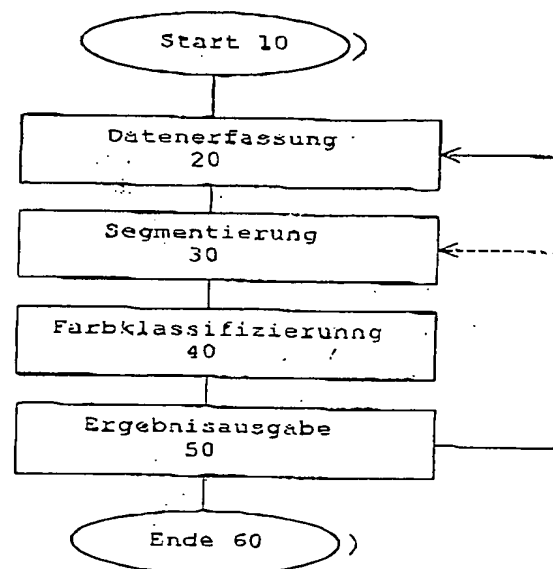 Start 10
Datenerfassung
20
Segmentierung
30
Farbklassifizierunng
40
Ergebnisausgabe
50
Ende 60